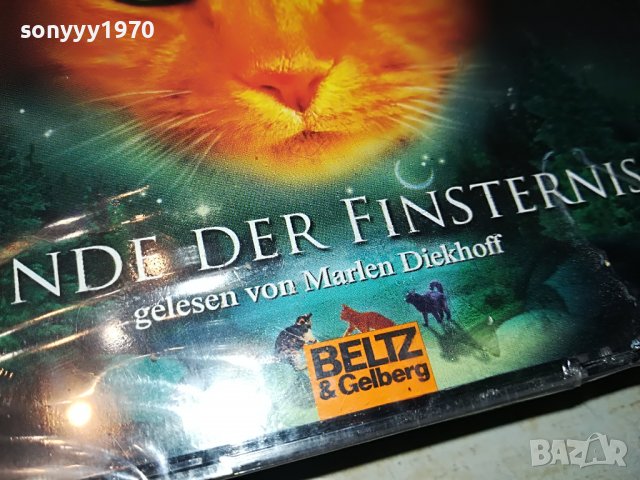 sonyyy1970
NDE DER FINSTERNIS
gelesen von Marlen Diekhoff
BELTZ
& Gelberg
BAZAR